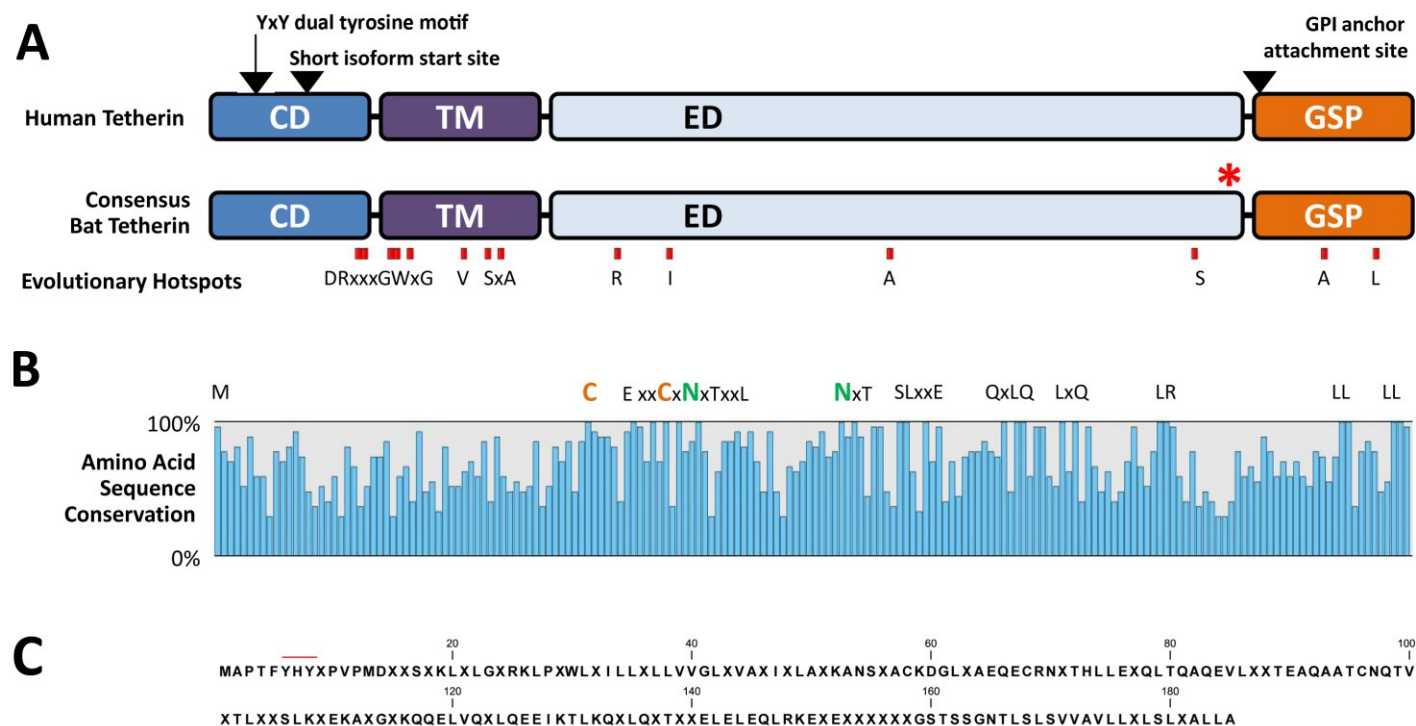 A
YxY dual tyrosine motif
Short isoform start site
GPI anchor
attachment site
Human Tetherin
CD
TM
ED
GSP
*
Consensus
Bat Tetherin
CD
TM
ED
GSP
Evolutionary Hotspots
DRxxxGWxG V SxA R I A S A L
B
M C E xxCxNxTxxL NxT SLxxE QxLQ LxQ LR LL LL
100%
Amino Acid
Sequence
Conservation
0%
C
20 40 60 80 100
MAPTFYHYXPVPMDXXSXKLXLGXRKLPXWLXILLXLLVVGLXVAXIXLAXKANSXACKDGLXAEQECRNXTHLLEXQLTQAQEVLXXTEAQAATCNQTV
120 140 160 180
XTLXXSLKXEKAXGXKQQELVQXLQEEIKTLKQXLQXTXXELELEQLRKEXEXXXXXXGSTSSGNTLSLSVVAVLLXLSLXALLA